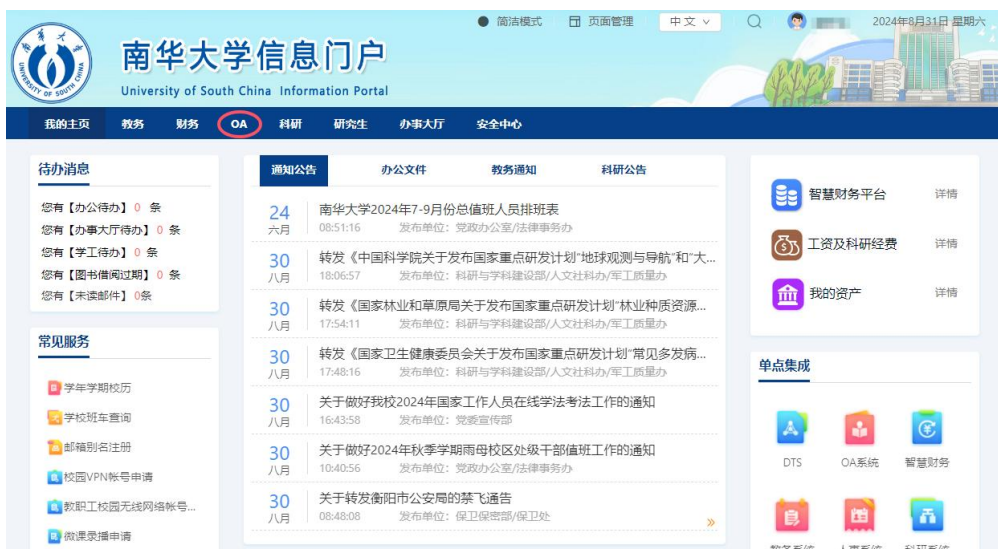 简洁模式 页面管理 中文 2024年8月31日 星期六
南华大学
UNIVERSITY OF SOUTH CHINA
南华大学信息门户
University of South China Information Portal
我的主页 教务 财务 OA 科研 研究生 办事大厅 安全中心
待办消息
您有【办公待办】0 条
您有【办事大厅待办】0 条
您有【学工待办】0 条
您有【图书借阅过期】0 条
您有【未读邮件】0条
常见服务
学年学期校历
学校班车查询
邮箱别名注册
校园VPN帐号申请
教职工校园无线网络帐号...
微课录播申请
通知公告 办公文件 教务通知 科研公告
24 南华大学2024年7-9月份总值班人员排班表
六月 08:51:16 发布单位：党政办公室/法律事务办
30 转发《中国科学院关于发布国家重点研发计划“地球观测与导航”和“大...
八月 18:06:57 发布单位：科研与学科建设部/人文社科办/军工质量办
30 转发《国家林业和草原局关于发布国家重点研发计划“林业种质资源...
八月 17:54:11 发布单位：科研与学科建设部/人文社科办/军工质量办
30 转发《国家卫生健康委员会关于发布国家重点研发计划“常见多发病...
八月 17:48:16 发布单位：科研与学科建设部/人文社科办/军工质量办
30 关于做好我校2024年国家工作人员在线学法考法工作的通知
八月 16:43:58 发布单位：党委宣传部
30 关于做好2024年秋季学期雨母校区处级干部值班工作的通知
八月 10:40:56 发布单位：党政办公室/法律事务办
30 关于转发衡阳市公安局的禁飞通告
八月 08:48:08 发布单位：保卫保密部/保卫处
»
智慧财务平台 详情
工资及科研经费 详情
我的资产 详情
单点集成
DTS OA系统 智慧财务
教务系统 人事系统 科研系统